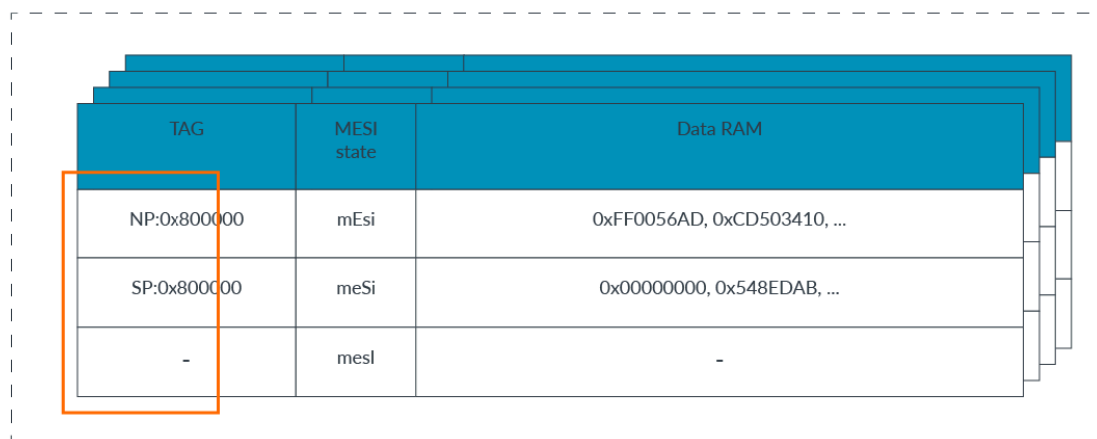 TAG MESI state Data RAM
NP:0x800000 mEsi 0xFF0056AD, 0xCD503410, ...
SP:0x800000 meSi 0x00000000, 0x548EDAB, ...
- mesI -